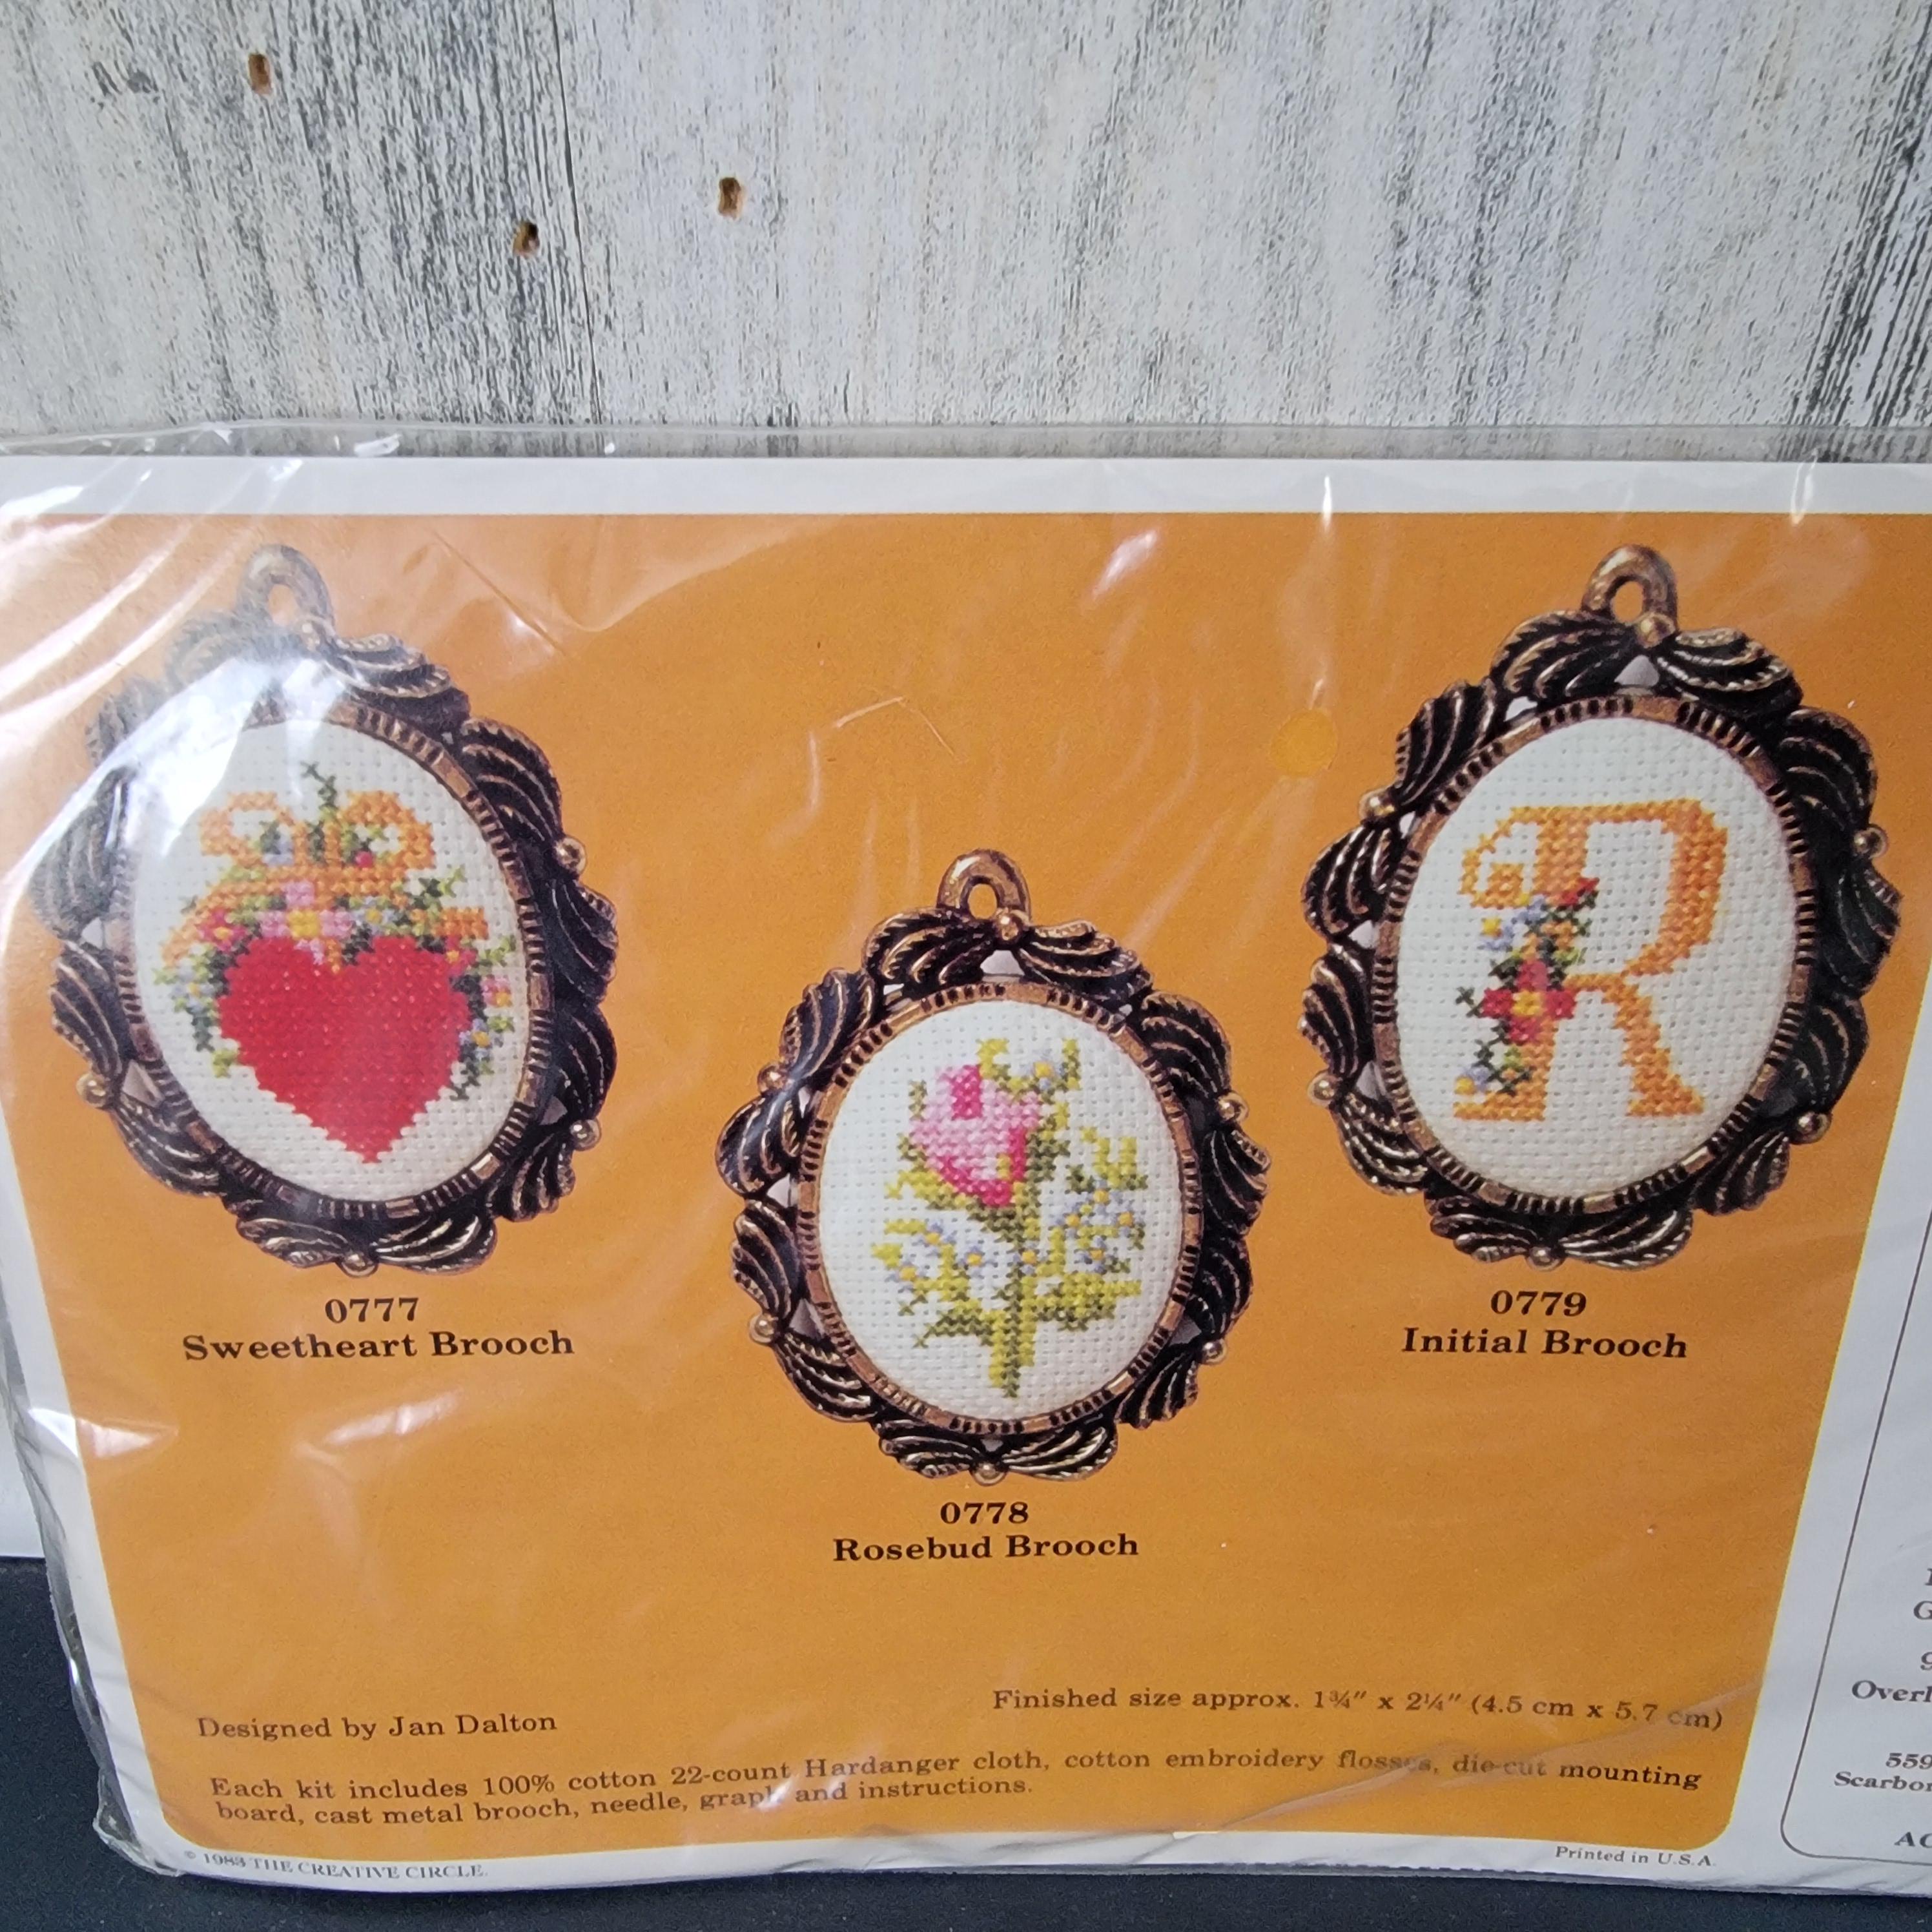 R
0777
Sweetheart Brooch
0779
Initial Brooch
0778
Rosebud Brooch
Designed by Jan Dalton
Finished size approx. 1¾" x 2¼" (4.5 cm x 5.7 cm)
Each kit includes 100% cotton 22-count Hardanger cloth, cotton embroidery flosses, die-cut mounting
board, cast metal brooch, needle, graph and instructions.
© 1983 THE CREATIVE CIRCLE.
Printed in U.S.A.
559